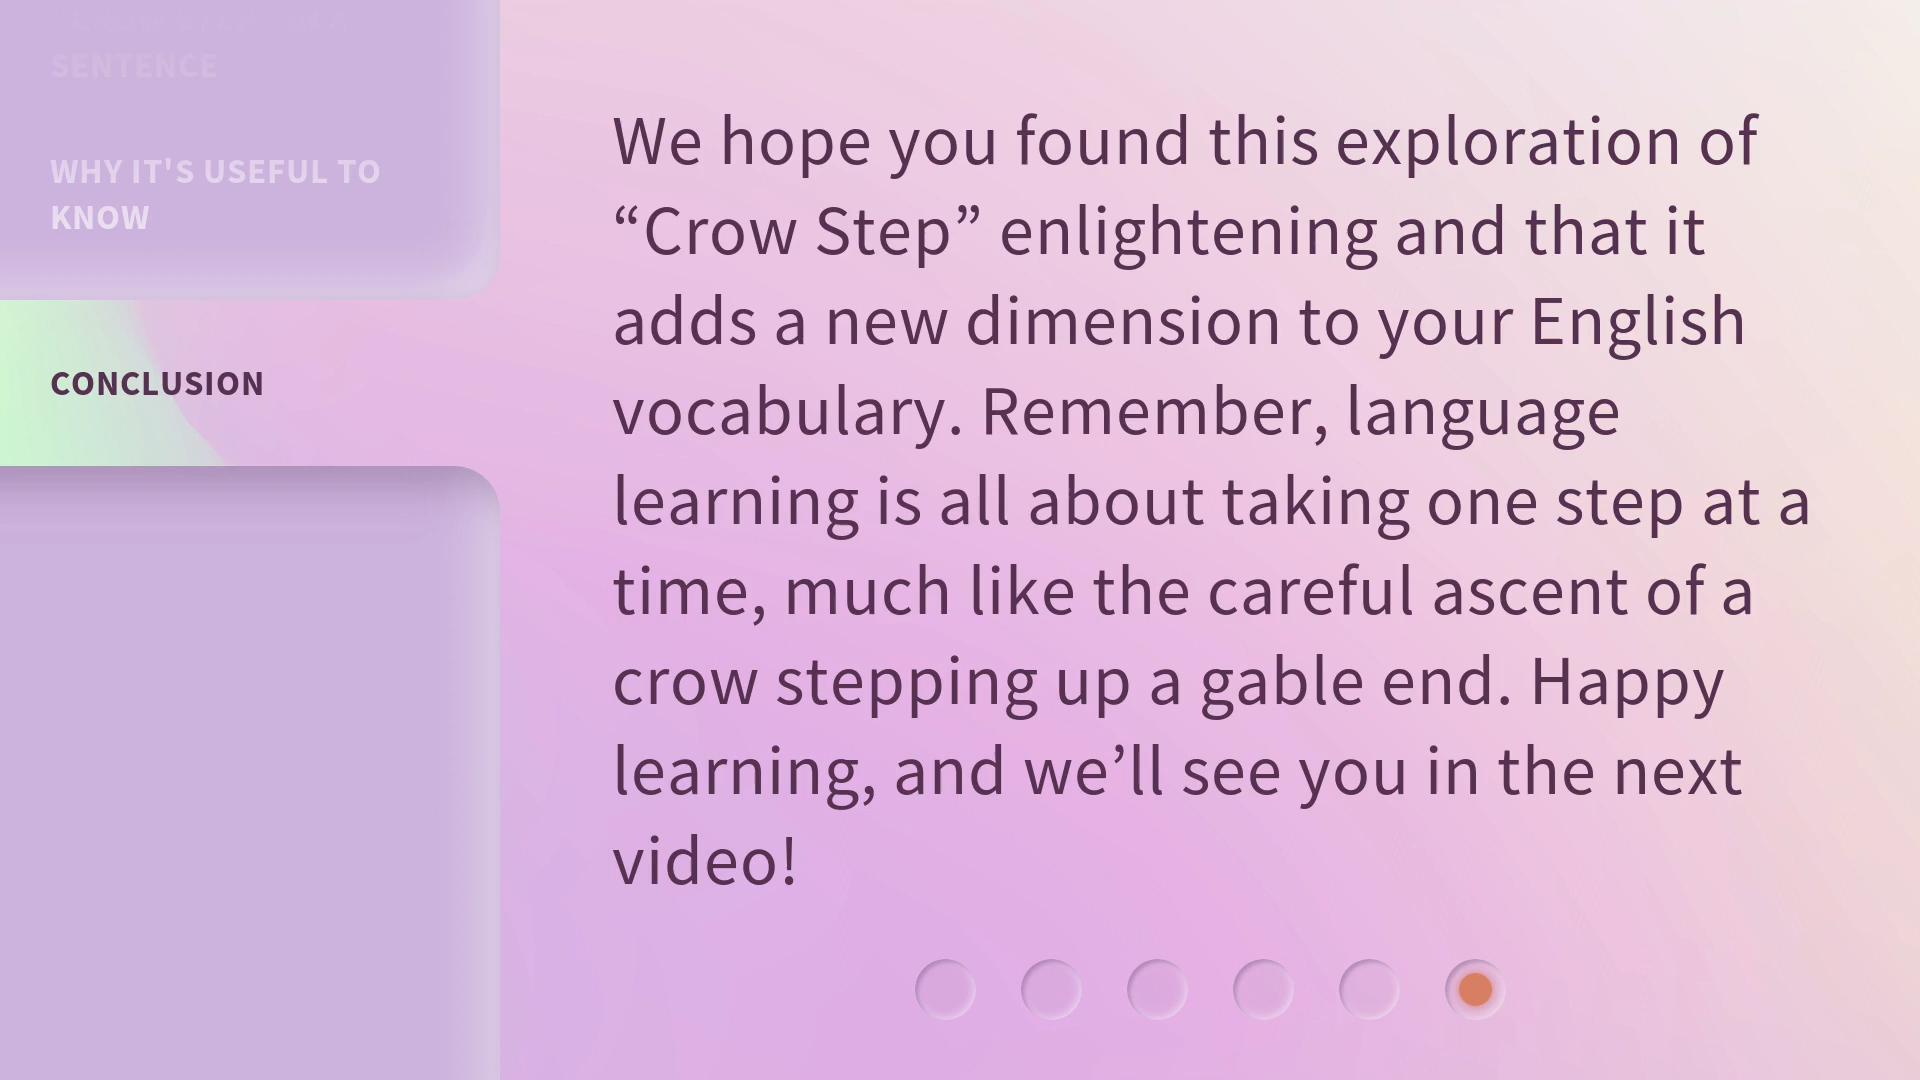 SENTENCE
WHY IT'S USEFUL TO
KNOW
CONCLUSION
We hope you found this exploration of
“Crow Step” enlightening and that it
adds a new dimension to your English
vocabulary. Remember, language
learning is all about taking one step at a
time, much like the careful ascent of a
crow stepping up a gable end. Happy
learning, and we’ll see you in the next
video!